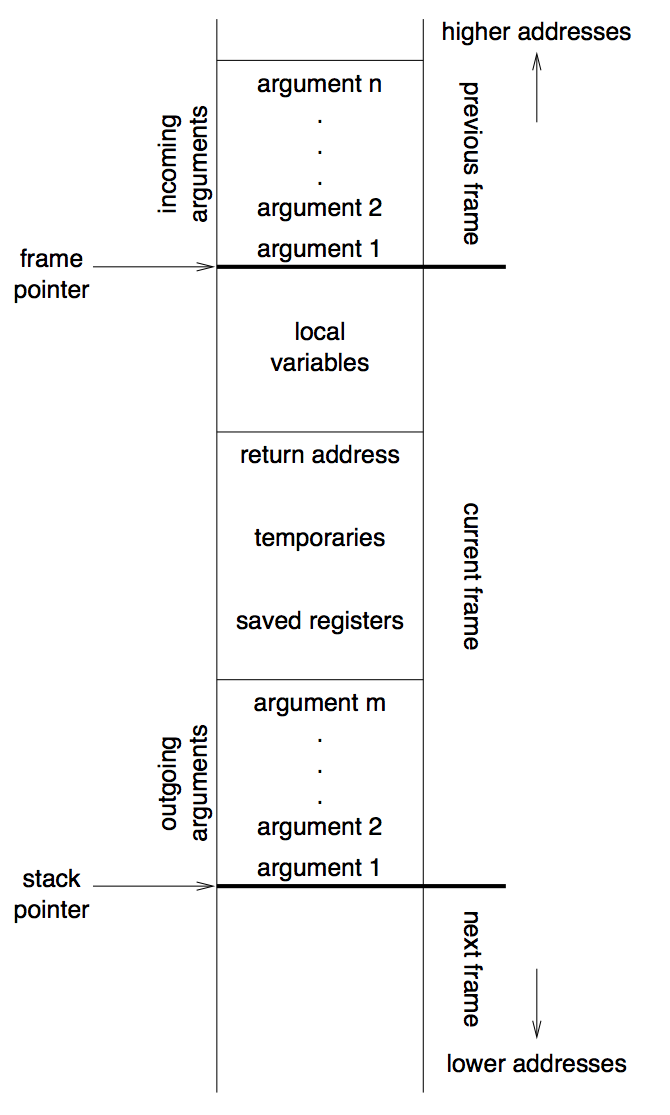 higher addresses
argument n
.
.
.
argument 2
argument 1
incoming
arguments
previous frame
frame
pointer
local
variables
return address
temporaries
saved registers
current frame
argument m
.
.
.
argument 2
argument 1
outgoing
arguments
stack
pointer
next frame
lower addresses